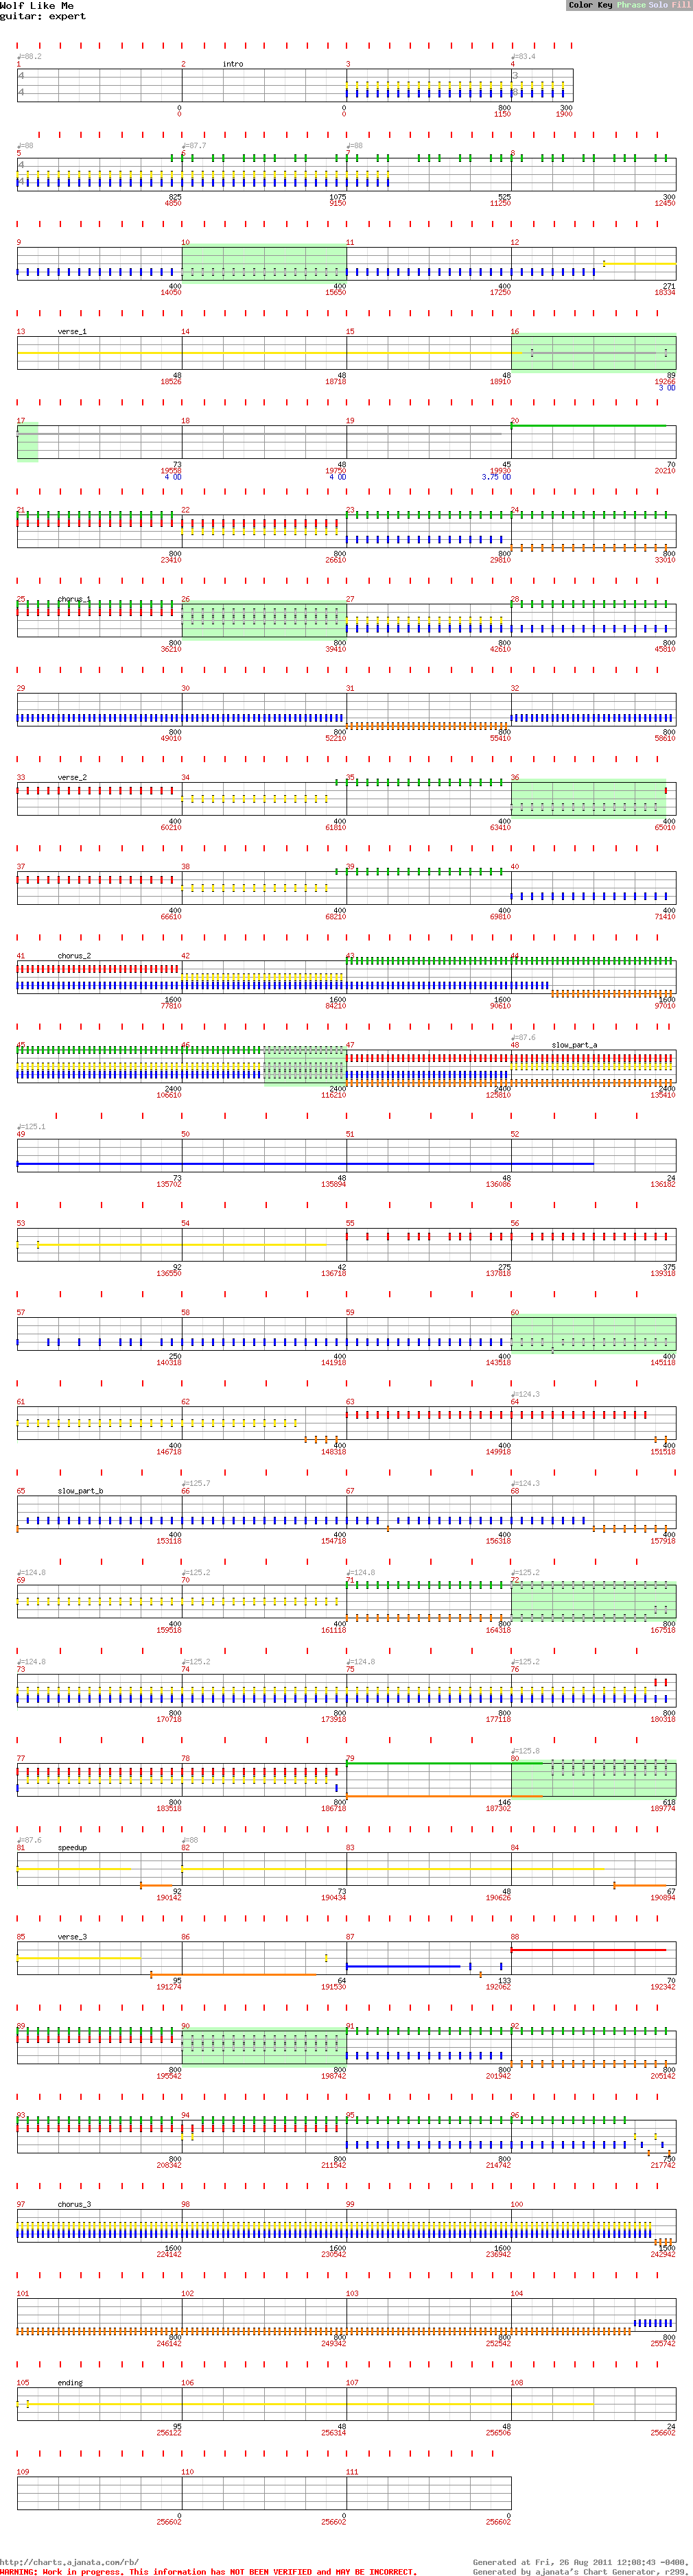 Wolf Like Me
guitar: expert
Color Key Phrase Solo Fill
♩=88.2 ♩=83.4
1 2 intro 3 4
4 3
4 8
0 0 800 300
0 0 1150 1900
♩=88 ♩=87.7 ♩=88
5 6 7 8
4
4
825 1075 525 300
4850 9150 11250 12450
9 10 11 12
400 400 400 271
14050 15650 17250 18334
13 verse_1 14 15 16
48 48 48 89
18526 18718 18910 19266
3 OD
17 18 19 20
73 48 45 70
19558 19750 19930 20210
4 OD 4 OD 3.75 OD
21 22 23 24
800 800 800 800
23410 26610 29810 33010
25 chorus_1 26 27 28
800 800 800 800
36210 39410 42610 45810
29 30 31 32
800 800 800 800
49010 52210 55410 58610
33 verse_2 34 35 36
400 400 400 400
60210 61810 63410 65010
37 38 39 40
400 400 400 400
66610 68210 69810 71410
41 chorus_2 42 43 44
1600 1600 1600 1600
77810 84210 90610 97010
♩=87.6
45 46 47 48 slow_part_a
2400 2400 2400 2400
106610 116210 125810 135410
♩=125.1
49 50 51 52
73 48 48 24
135702 135894 136086 136182
53 54 55 56
92 42 275 375
136550 136718 137818 139318
57 58 59 60
250 400 400 400
140318 141918 143518 145118
♩=124.3
61 62 63 64
400 400 400 400
146718 148318 149918 151518
♩=125.7 ♩=124.3
65 slow_part_b 66 67 68
400 400 400 400
153118 154718 156318 157918
♩=124.8 ♩=125.2 ♩=124.8 ♩=125.2
69 70 71 72
400 400 800 800
159518 161118 164318 167518
♩=124.8 ♩=125.2 ♩=124.8 ♩=125.2
73 74 75 76
800 800 800 800
170718 173918 177118 180318
♩=125.8
77 78 79 80
800 800 146 618
183518 186718 187302 189774
♩=87.6 ♩=88
81 speedup 82 83 84
92 73 48 67
190142 190434 190626 190894
85 verse_3 86 87 88
95 64 133 70
191274 191530 192062 192342
89 90 91 92
800 800 800 800
195542 198742 201942 205142
93 94 95 96
800 800 800 750
208342 211542 214742 217742
97 chorus_3 98 99 100
1600 1600 1600 1500
224142 230542 236942 242942
101 102 103 104
800 800 800 800
246142 249342 252542 255742
105 ending 106 107 108
95 48 48 24
256122 256314 256506 256602
109 110 111
0 0 0
256602 256602 256602
http://charts.ajanata.com/rb/ Generated at Fri, 26 Aug 2011 12:08:43 -0400.
WARNING: Work in progress. This information has NOT BEEN VERIFIED and MAY BE INCORRECT. Generated by ajanata's Chart Generator, r299.